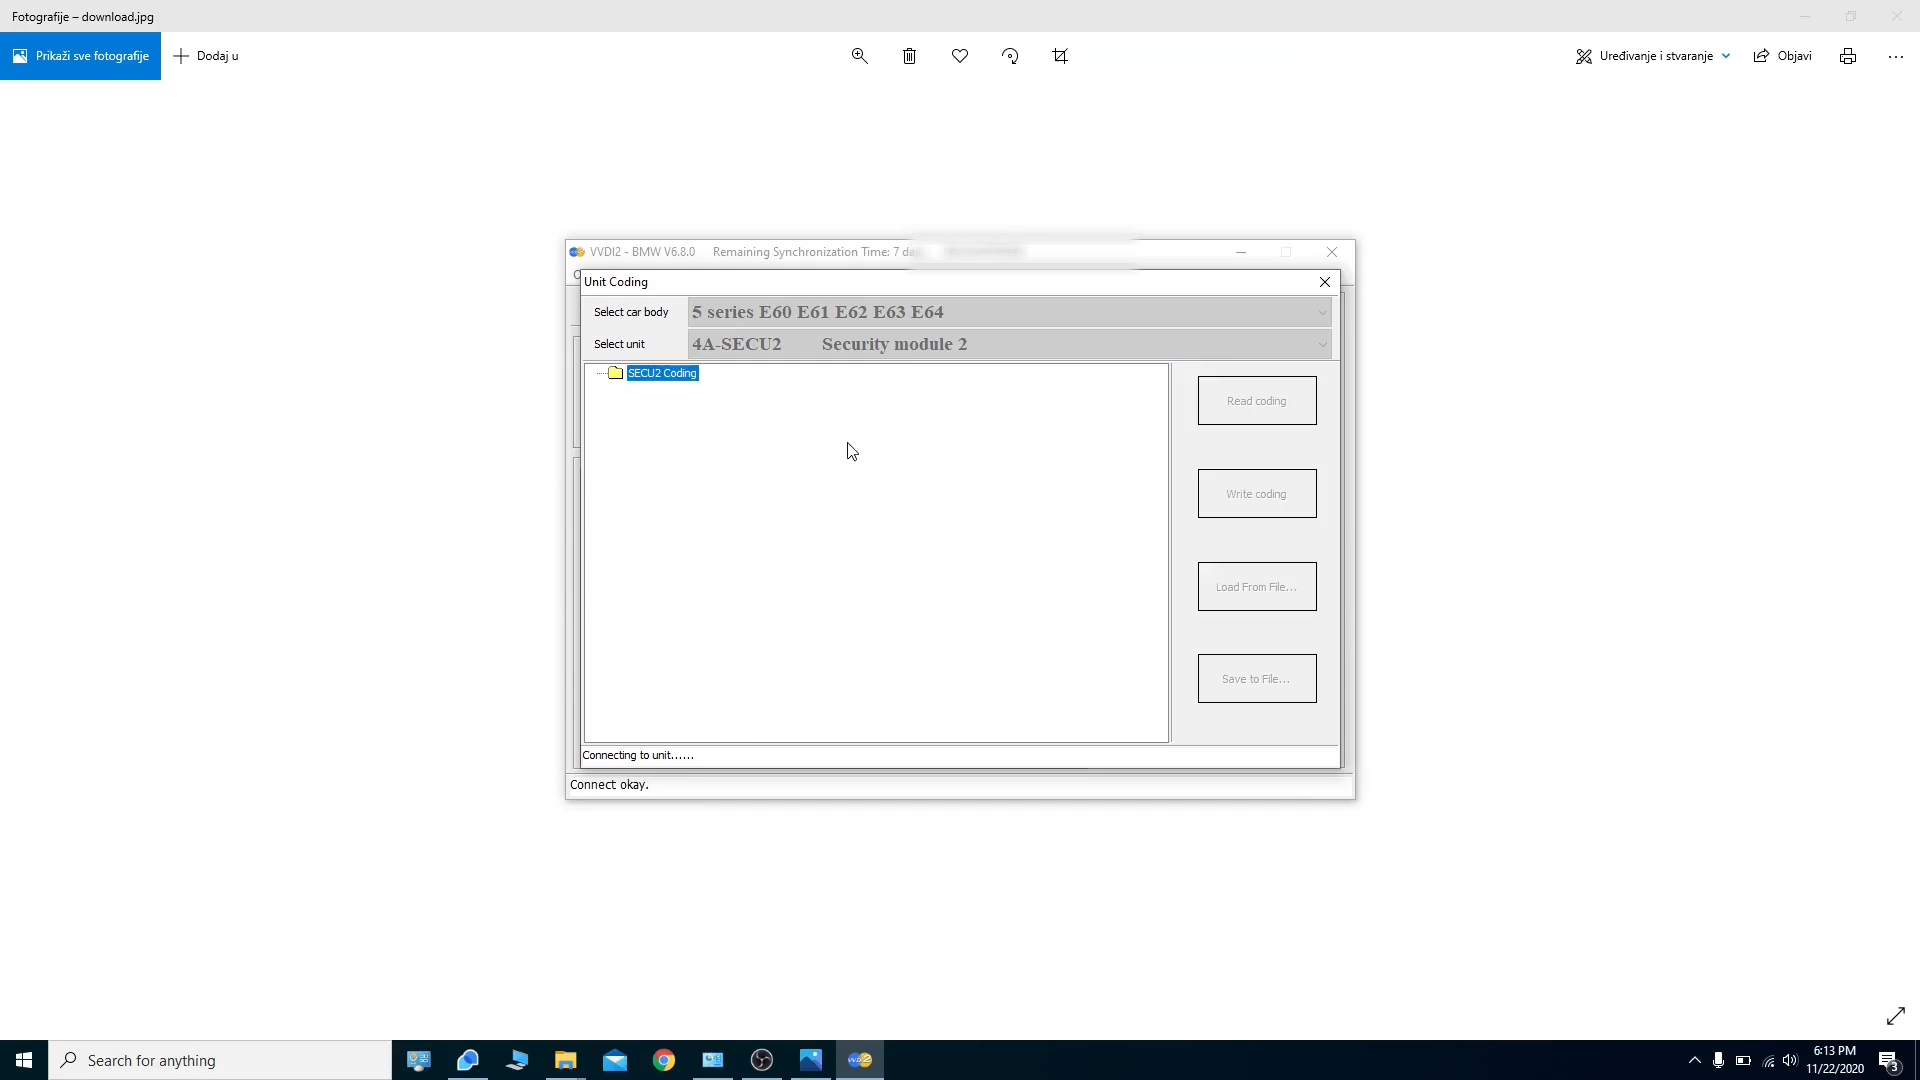 Fotografije – download.jpg
Prikaži sve fotografije
Dodaj u
Uređivanje i stvaranje
Objavi
VVDI2 - BMW V6.8.0 Remaining Synchronization Time: 7
Unit Coding
Select car body
5 series E60 E61 E62 E63 E64
Select unit
4A-SECU2 Security module 2
SECU2 Coding
Read coding
Write coding
Load From File...
Save to File...
Connecting to unit......
Connect okay.
Search for anything
6:13 PM
11/22/2020
3